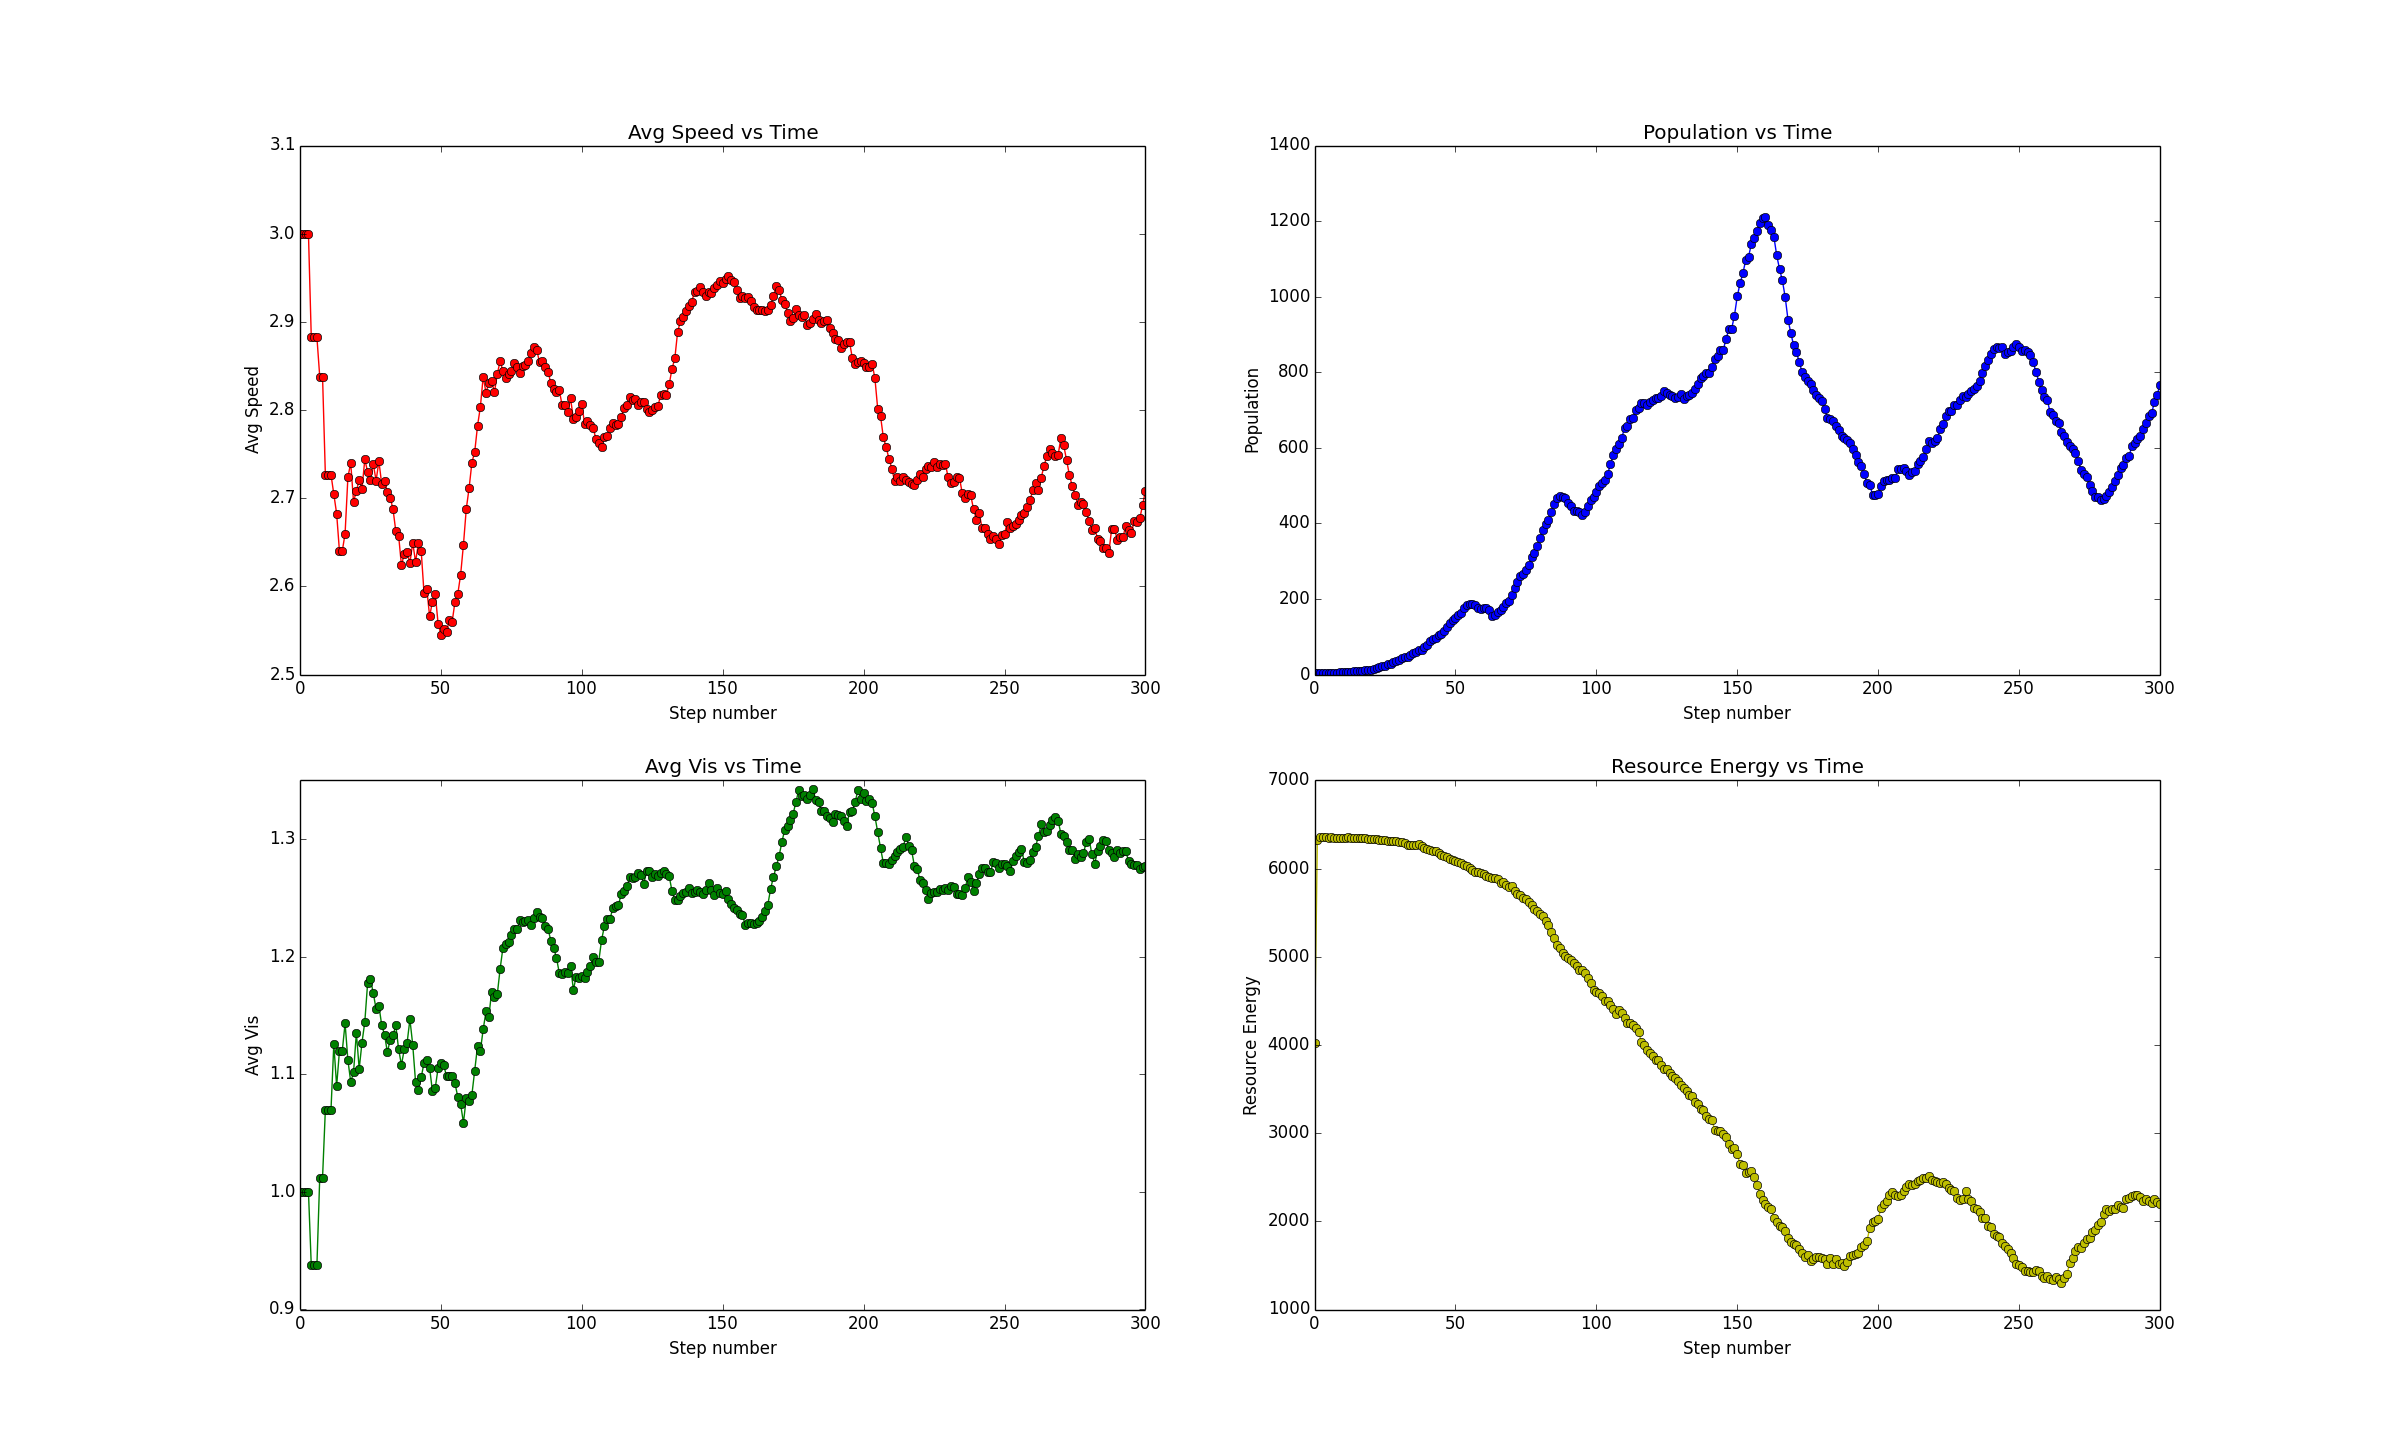 Avg Speed vs Time
3.1
3.0
2.9
2.8
2.7
2.6
2.5
Avg Speed
0 50 100 150 200 250 300
Step number
Population vs Time
1400
1200
1000
800
600
400
200
0
Population
0 50 100 150 200 250 300
Step number
Avg Vis vs Time
1.3
1.2
1.1
1.0
0.9
Avg Vis
0 50 100 150 200 250 300
Step number
Resource Energy vs Time
7000
6000
5000
4000
3000
2000
1000
Resource Energy
0 50 100 150 200 250 300
Step number